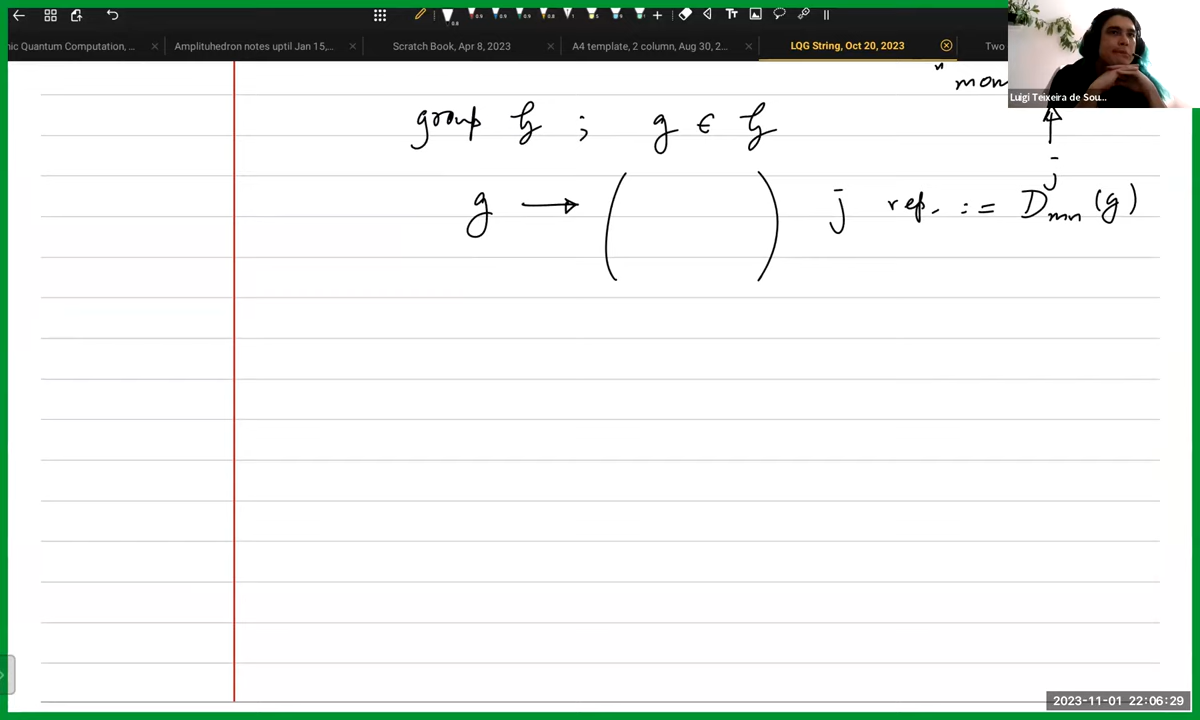 nic Quantum Computation, ... Amplituhedron notes uptil Jan 15,... Scratch Book, Apr 8, 2023 A4 template, 2 column, Aug 30, 2... LQG String, Oct 20, 2023 Two
Luigi Teixeira de Sou...
group G ; g ∈ G
g → ( ) j rep. := D^j_mn (g)
2023-11-01 22:06:29